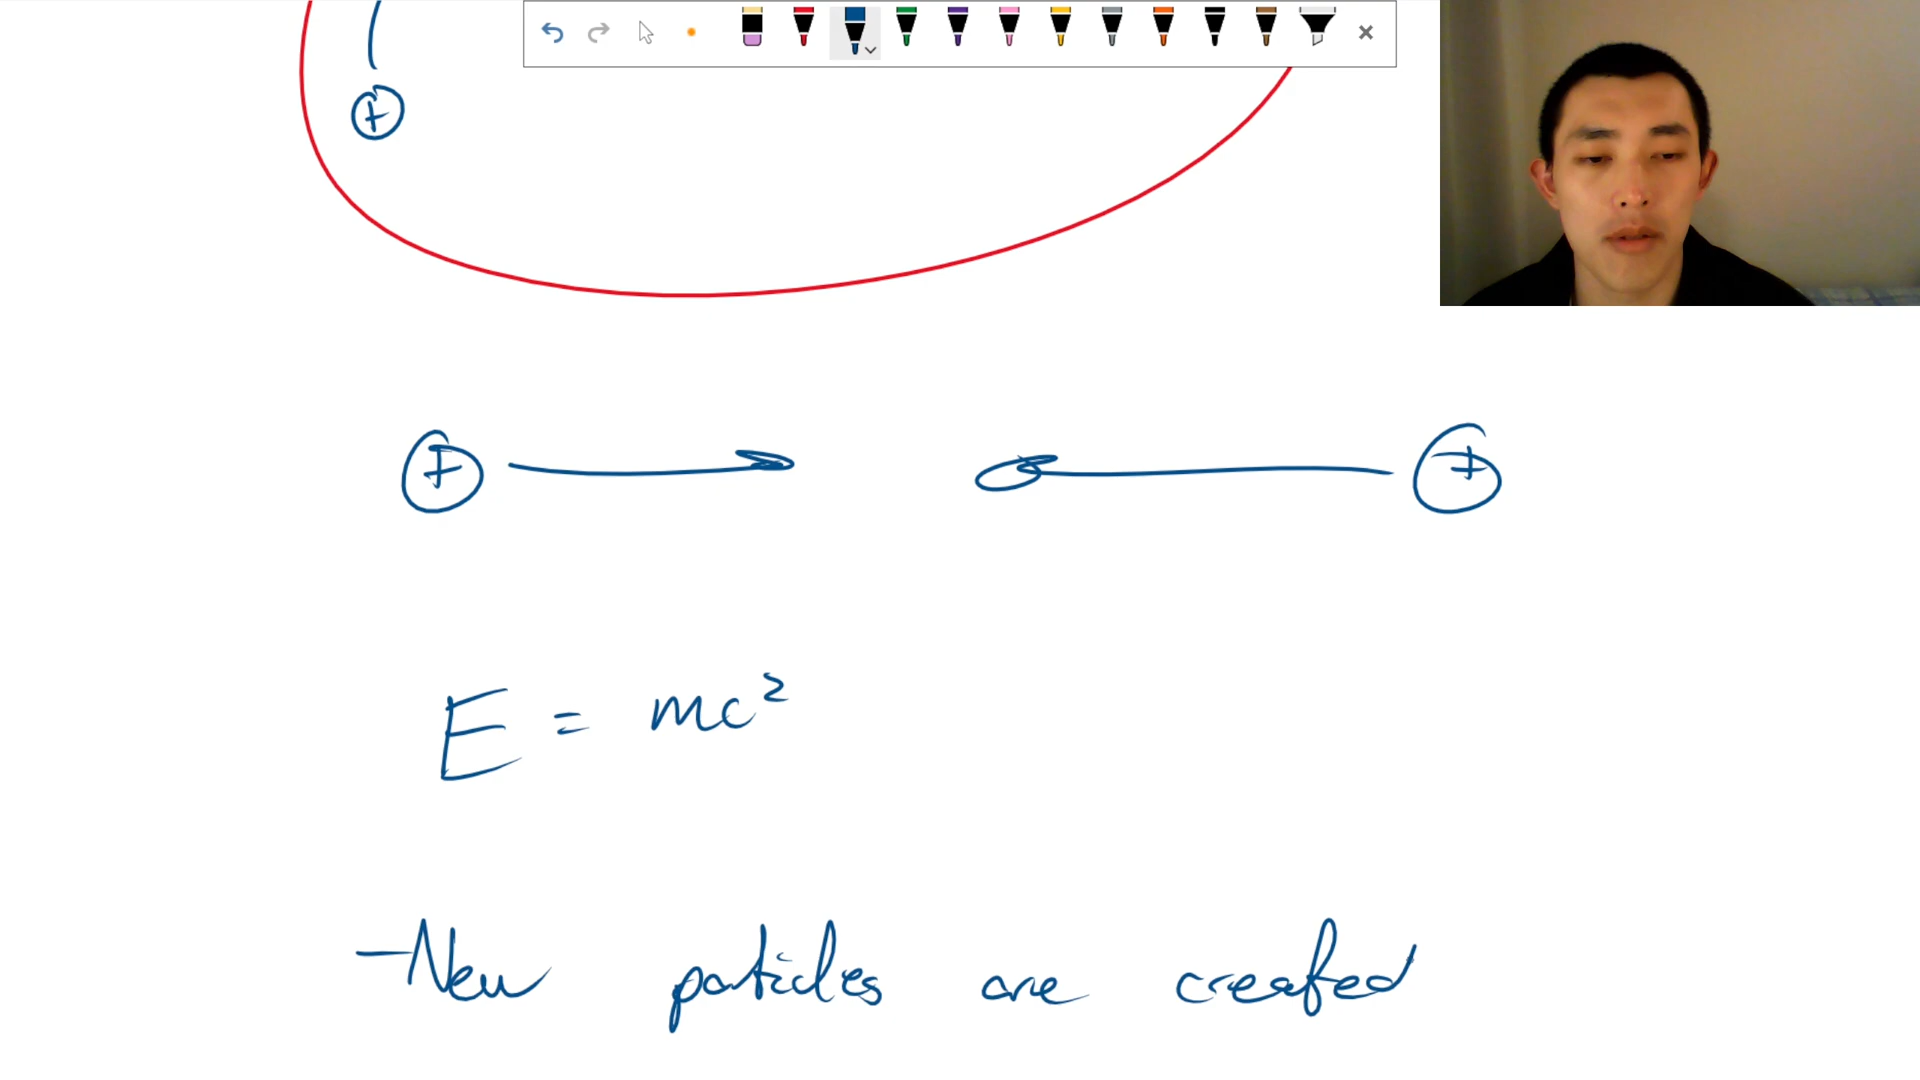 +
+ +
E = mc²
- New particles are created